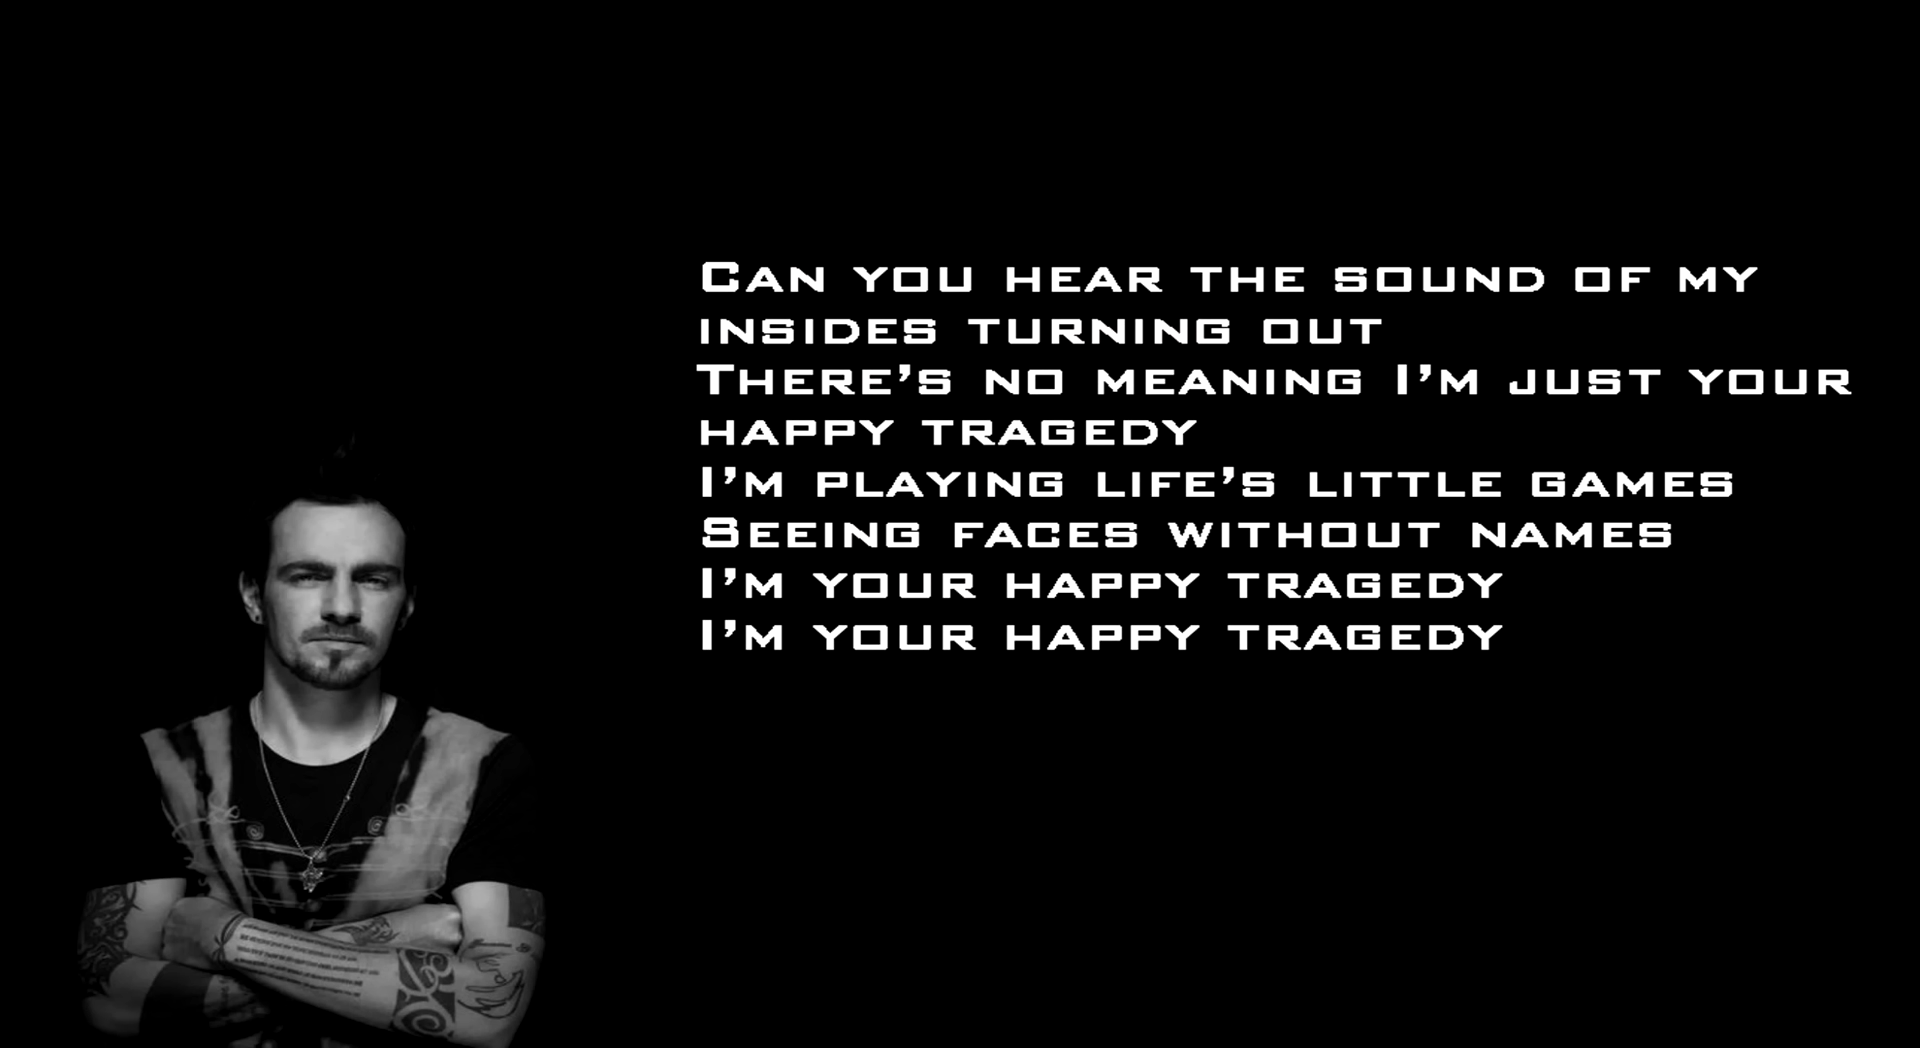 Can you hear the sound of my
insides turning out
There's no meaning I'm just your
happy tragedy
I'm playing life's little games
Seeing faces without names
I'm your happy tragedy
I'm your happy tragedy